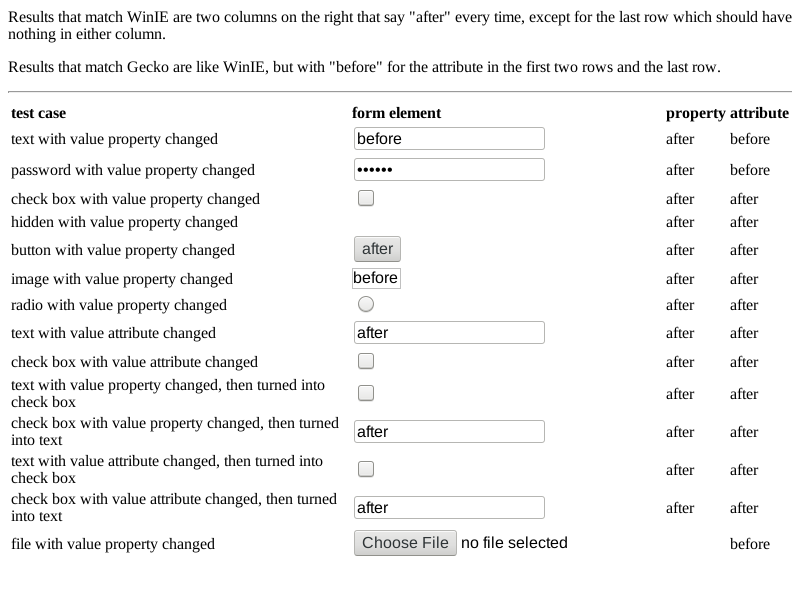 Results that match WinIE are two columns on the right that say "after" every time, except for the last row which should have
nothing in either column.
Results that match Gecko are like WinIE, but with "before" for the attribute in the first two rows and the last row.
test case form element property attribute
text with value property changed before after before
password with value property changed •••••• after before
check box with value property changed after after
hidden with value property changed after after
button with value property changed after after after
image with value property changed before after after
radio with value property changed after after
text with value attribute changed after after after
check box with value attribute changed after after
text with value property changed, then turned into
check box after after
check box with value property changed, then turned
into text after after after
text with value attribute changed, then turned into
check box after after
check box with value attribute changed, then turned
into text after after after
file with value property changed Choose File no file selected before